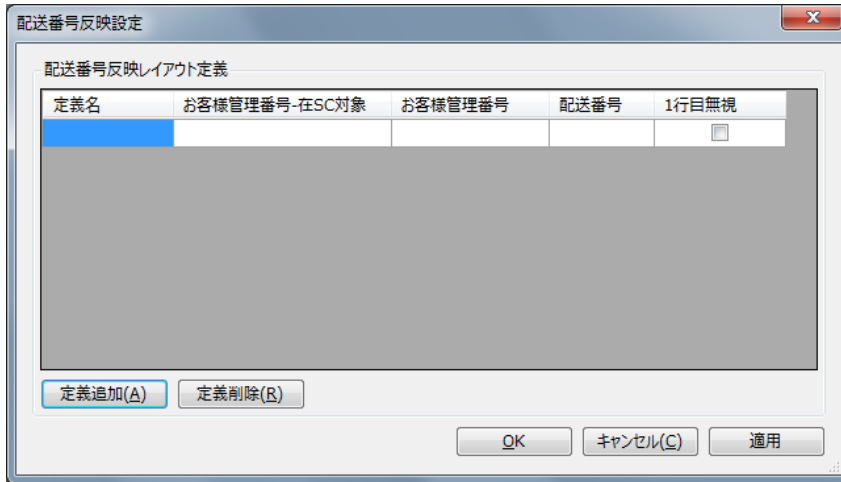 配送番号反映設定
配送番号反映レイアウト定義
定義名 お客様管理番号-在SC対象 お客様管理番号 配送番号 1行目無視
定義追加(A) 定義削除(R)
OK キャンセル(C) 適用